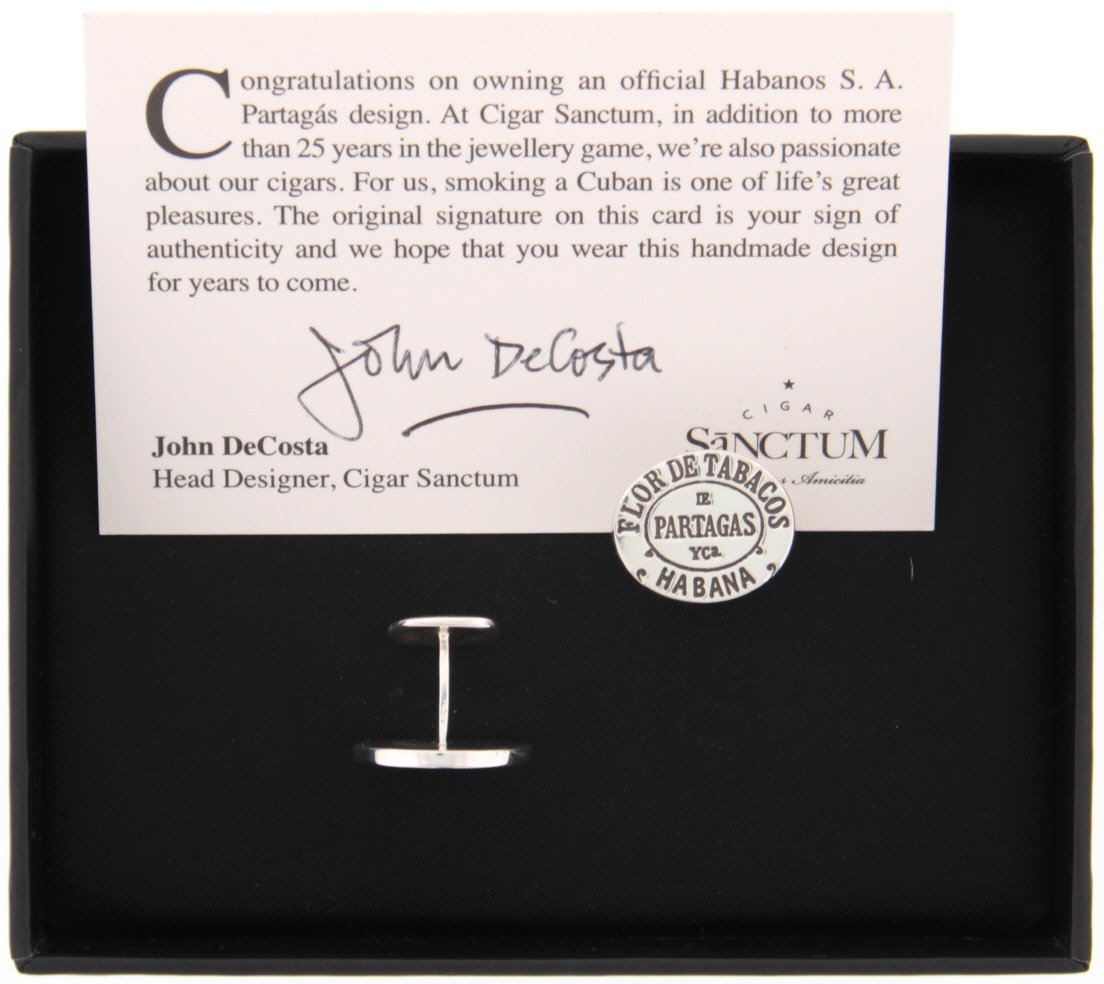 Congratulations on owning an official Habanos S. A.
Partagás design. At Cigar Sanctum, in addition to more
than 25 years in the jewellery game, we're also passionate
about our cigars. For us, smoking a Cuban is one of life's great
pleasures. The original signature on this card is your sign of
authenticity and we hope that you wear this handmade design
for years to come.
John DeCosta
John DeCosta
Head Designer, Cigar Sanctum
CIGAR
SāNCTUM
Amicitia
FLOR DE TABACOS
DE
PARTAGAS
YCa
HABANA